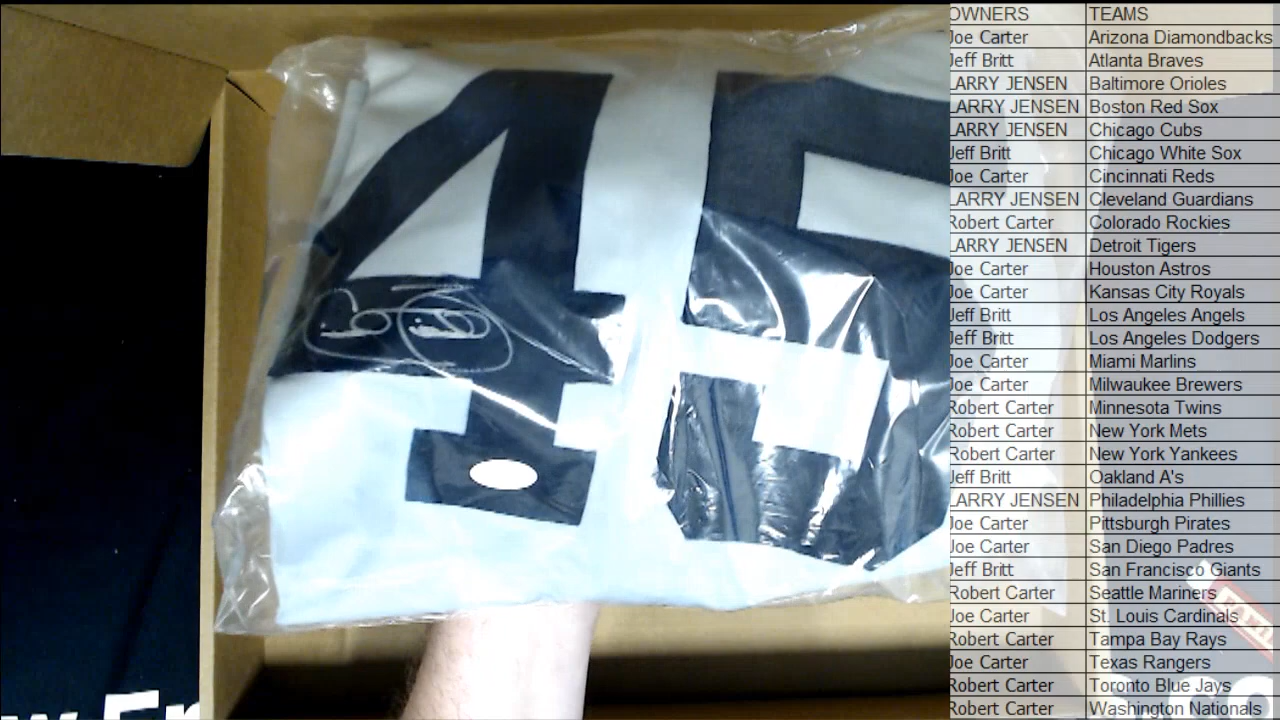 OWNERS TEAMS
Joe Carter Arizona Diamondbacks
Jeff Britt Atlanta Braves
LARRY JENSEN Baltimore Orioles
LARRY JENSEN Boston Red Sox
LARRY JENSEN Chicago Cubs
Jeff Britt Chicago White Sox
Joe Carter Cincinnati Reds
LARRY JENSEN Cleveland Guardians
Robert Carter Colorado Rockies
LARRY JENSEN Detroit Tigers
Joe Carter Houston Astros
Joe Carter Kansas City Royals
Jeff Britt Los Angeles Angels
Jeff Britt Los Angeles Dodgers
Joe Carter Miami Marlins
Joe Carter Milwaukee Brewers
Robert Carter Minnesota Twins
Robert Carter New York Mets
Robert Carter New York Yankees
Jeff Britt Oakland A's
LARRY JENSEN Philadelphia Phillies
Joe Carter Pittsburgh Pirates
Joe Carter San Diego Padres
Jeff Britt San Francisco Giants
Robert Carter Seattle Mariners
Joe Carter St. Louis Cardinals
Robert Carter Tampa Bay Rays
Joe Carter Texas Rangers
Robert Carter Toronto Blue Jays
Robert Carter Washington Nationals
45